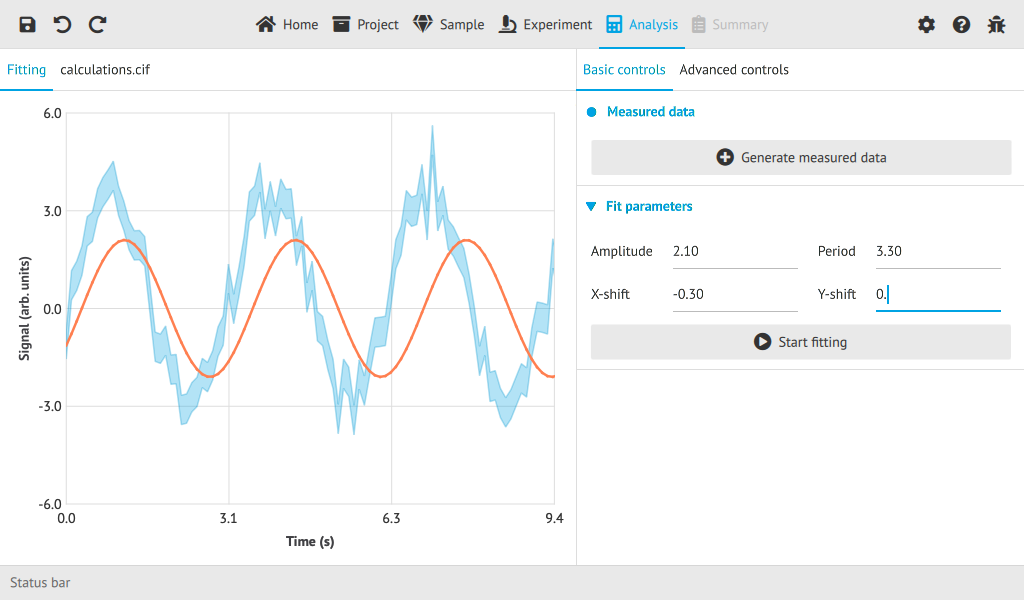 Home Project Sample Experiment Analysis Summary
Fitting calculations.cif
Basic controls Advanced controls
6.0
3.0
0.0
-3.0
-6.0
Signal (arb. units)
0.0 3.1 6.3 9.4
Time (s)
Measured data
Generate measured data
Fit parameters
Amplitude 2.10 Period 3.30
X-shift -0.30 Y-shift 0.
Start fitting
Status bar